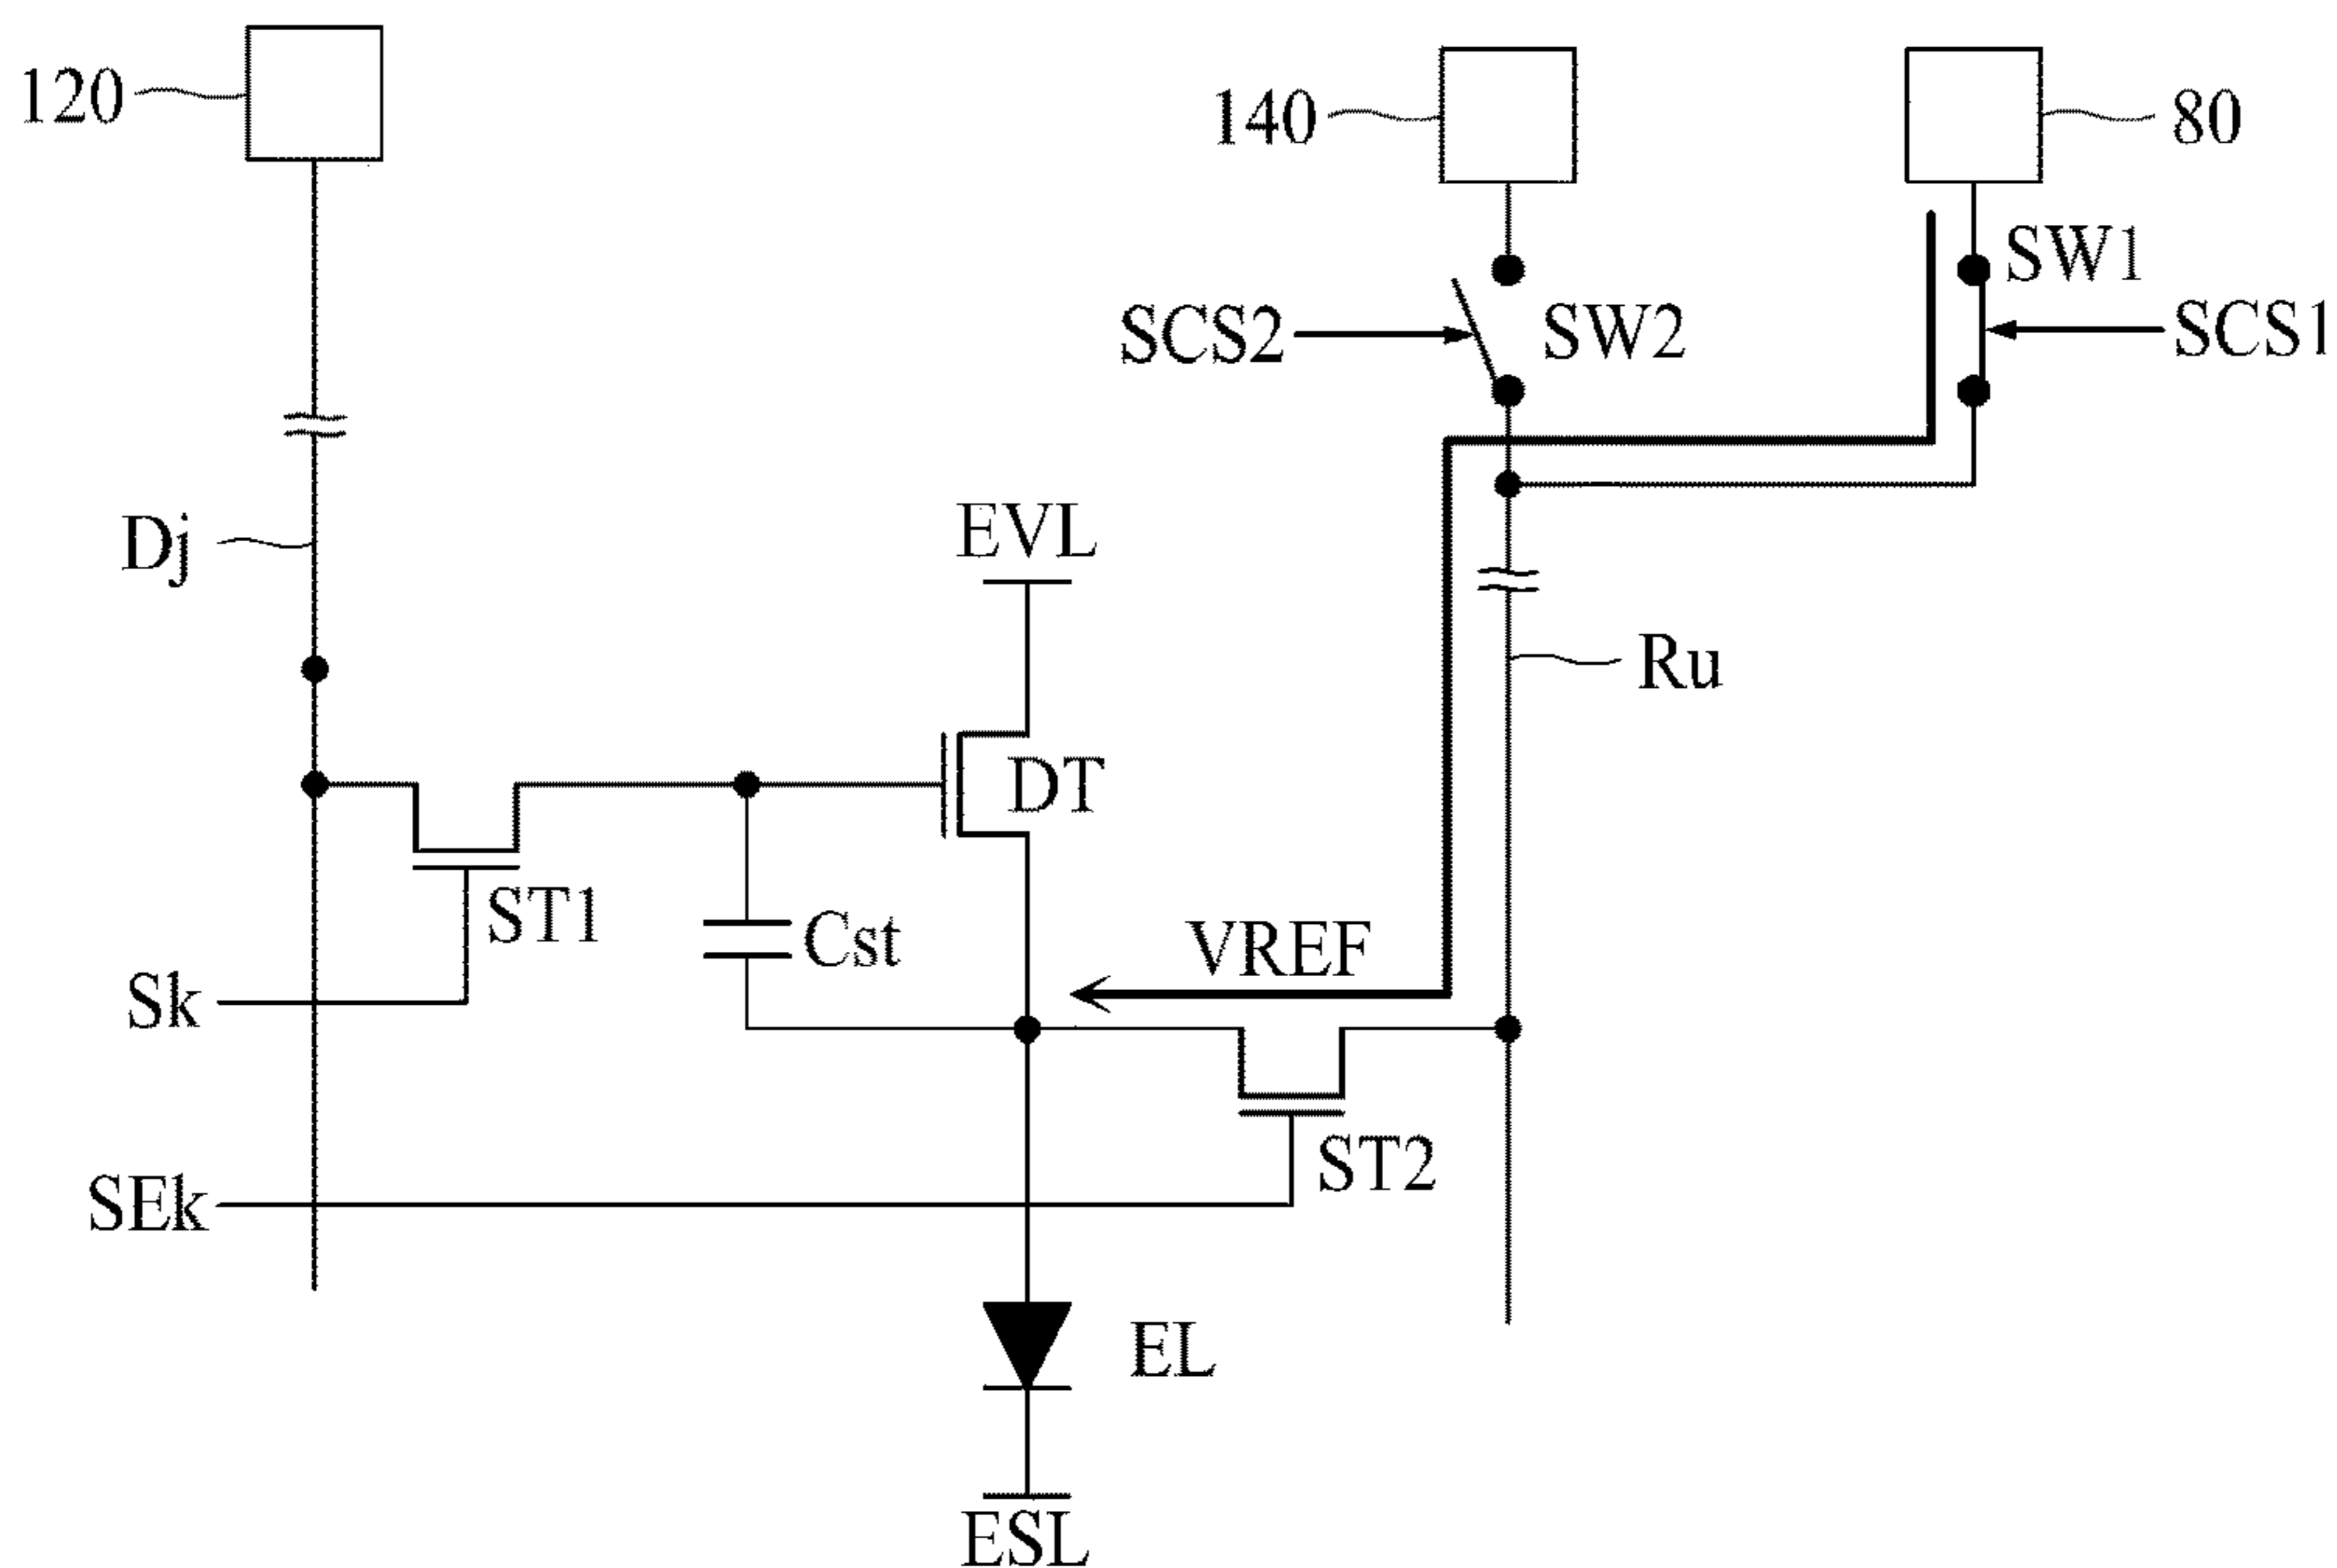 120
140
80
SW1
SCS2
SW2
SCS1
EVL
Dj
Ru
DT
ST1
Cst
VREF
Sk
ST2
SEk
EL
ESL